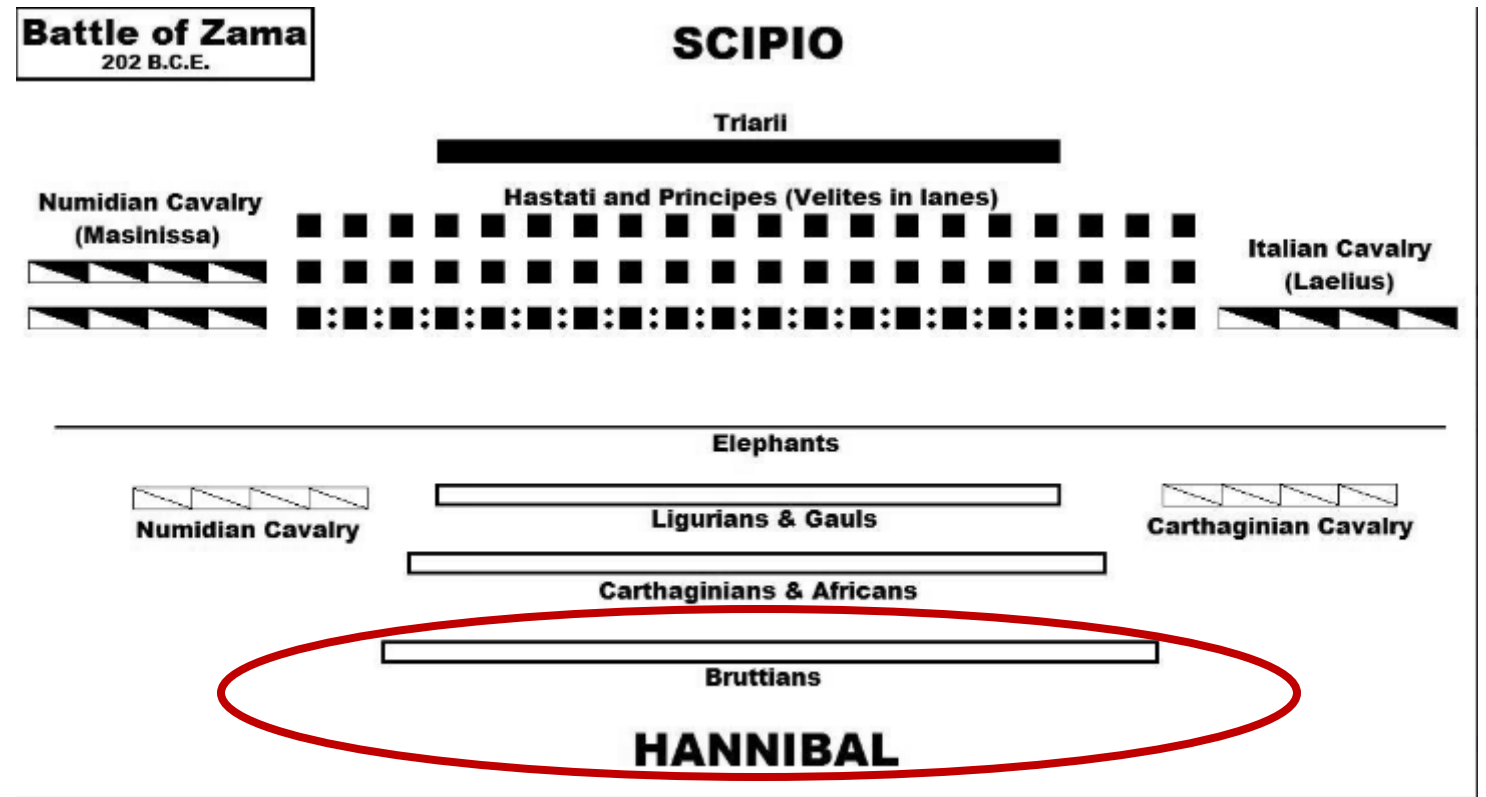 Battle of Zama
202 B.C.E.
SCIPIO
Triarii
Hastati and Principes (Velites in lanes)
Numidian Cavalry
(Masinissa)
Italian Cavalry
(Laelius)
Elephants
Numidian Cavalry
Ligurians & Gauls
Carthaginian Cavalry
Carthaginians & Africans
Bruttians
HANNIBAL